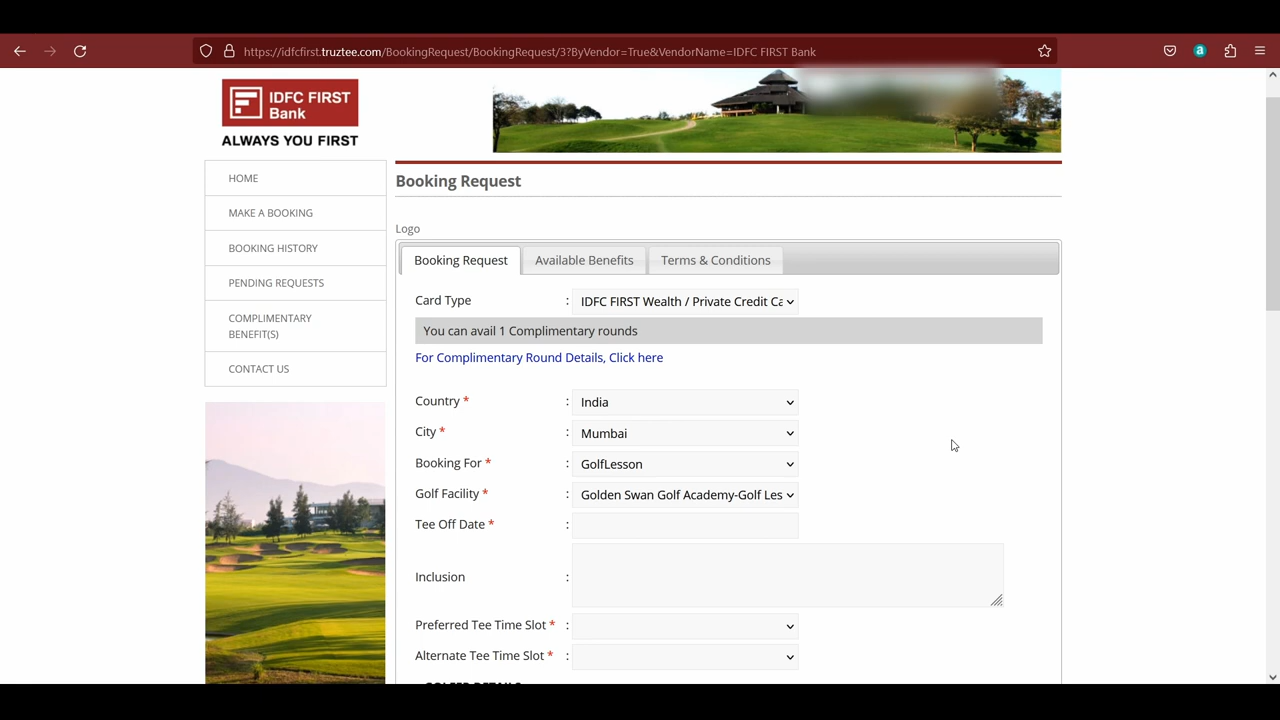 https://idfcfirst.truztee.com/BookingRequest/BookingRequest/3?ByVendor=True&VendorName=IDFC FIRST Bank
a
IDFC FIRST
Bank
ALWAYS YOU FIRST
HOME
MAKE A BOOKING
BOOKING HISTORY
PENDING REQUESTS
COMPLIMENTARY
BENEFIT(S)
CONTACT US
Booking Request
Logo
Booking Request Available Benefits Terms & Conditions
Card Type : IDFC FIRST Wealth / Private Credit Ca
You can avail 1 Complimentary rounds
For Complimentary Round Details, Click here
Country * : India
City * : Mumbai
Booking For * : GolfLesson
Golf Facility * : Golden Swan Golf Academy-Golf Les
Tee Off Date * :
Inclusion :
Preferred Tee Time Slot * :
Alternate Tee Time Slot * :
GOLFER DETAILS